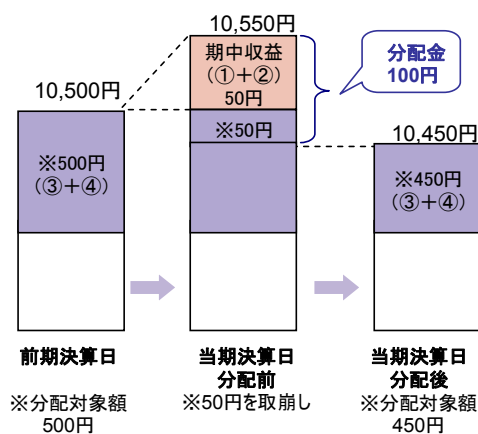 10,550円
期中収益
(①+②)
50円
分配金
100円
10,500円
※50円
10,450円
※500円
(③+④)
※450円
(③+④)
前期決算日
当期決算日
分配前
当期決算日
分配後
※分配対象額
500円
※50円を取崩し
※分配対象額
450円